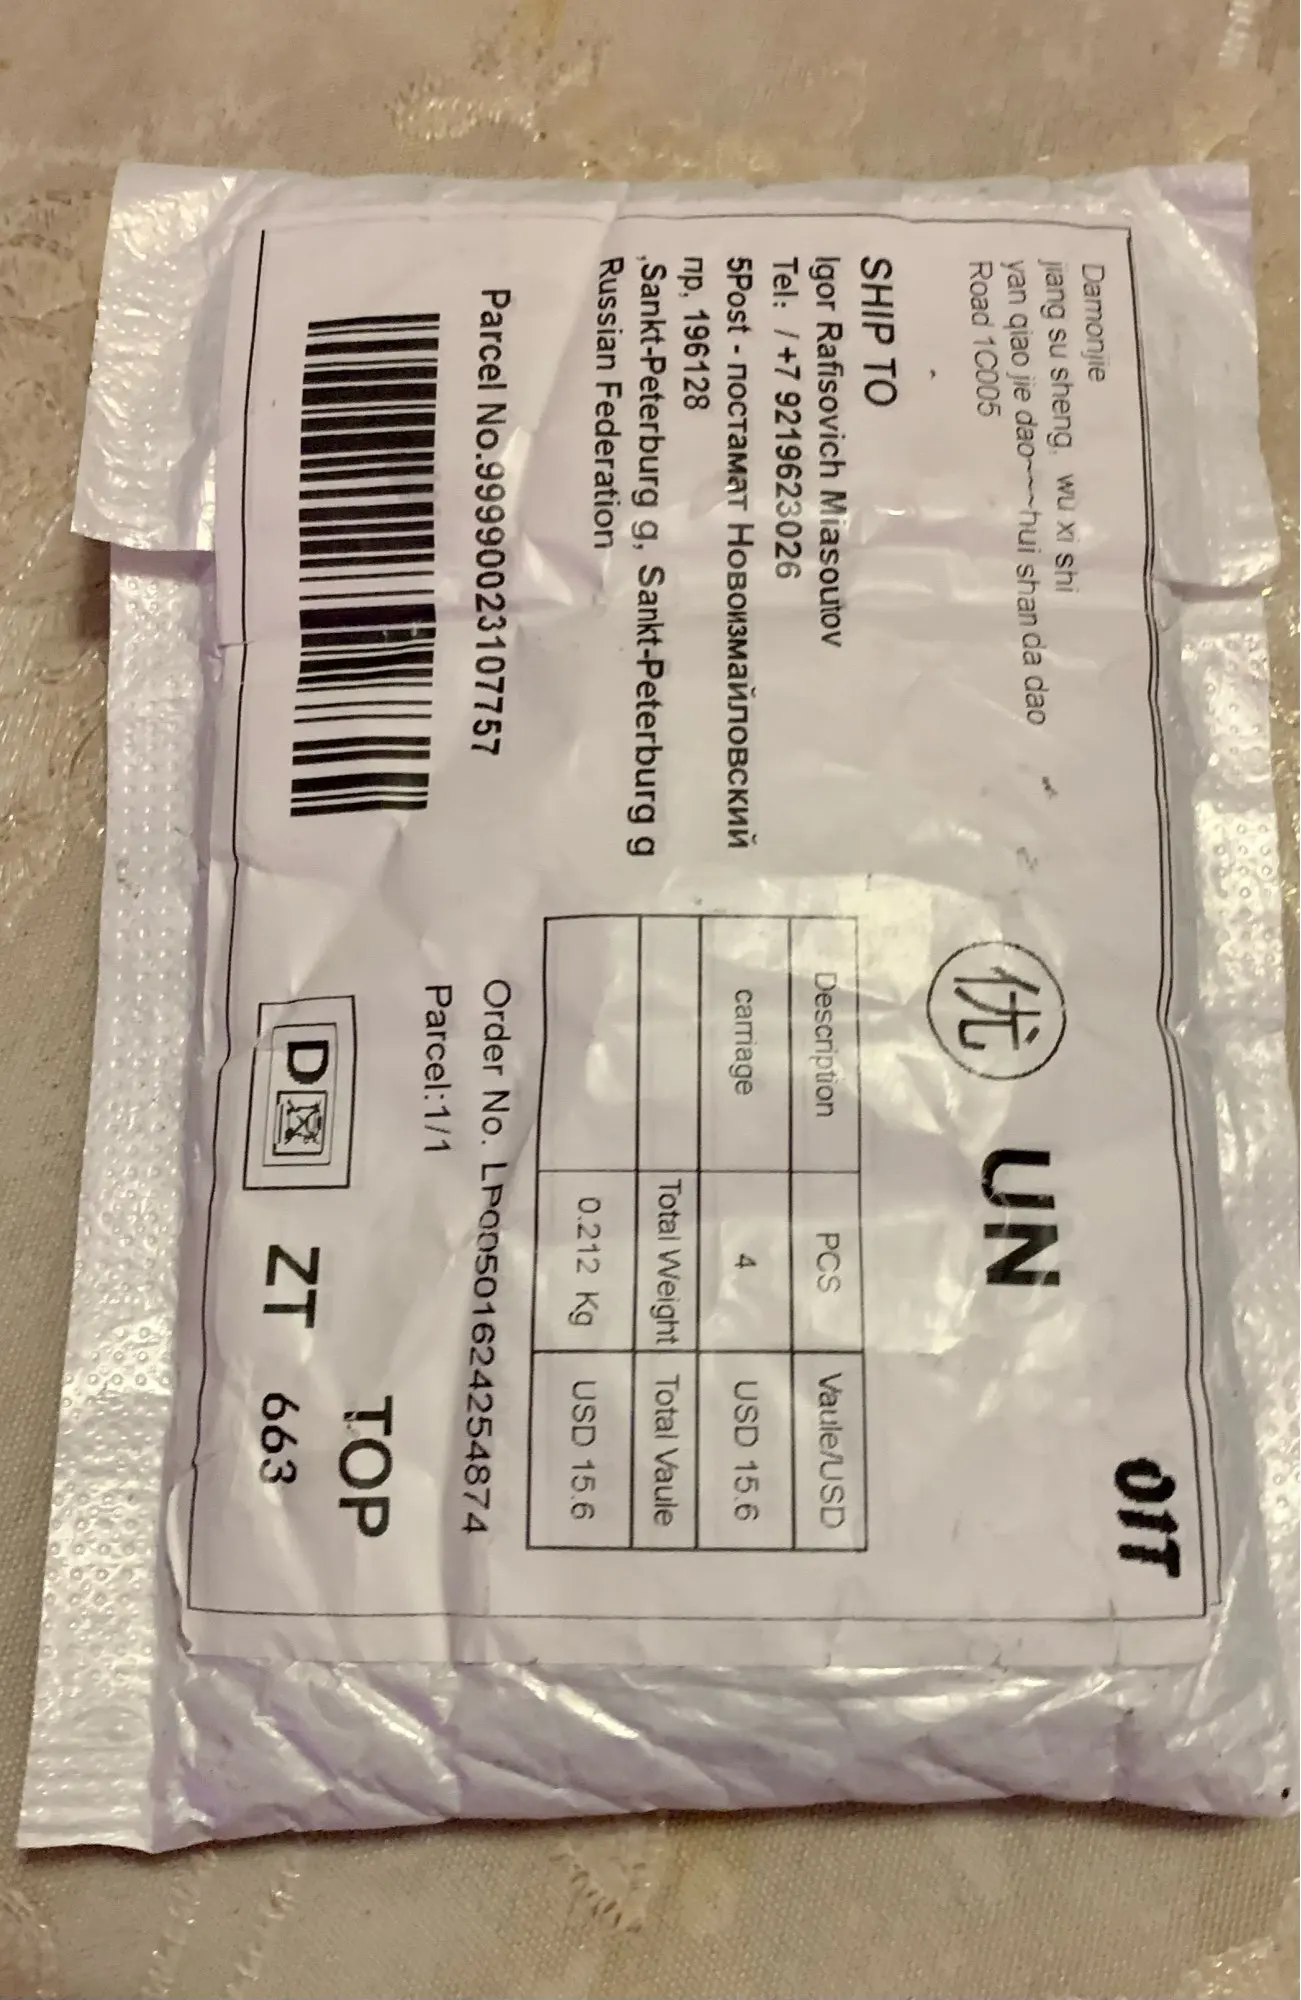 Damonjie
jiang su sheng, wu xi shi
yan qiao jie dao~~~hui shan da dao
Road 1C005
优
UN
SHIP TO
Igor Rafisovich Miasoutov
Tel: / +7 9219623026
5Post - постамат Новоизмайловский
пр, 196128
,Sankt-Peterburg g, Sankt-Peterburg g
Russian Federation
Description PCS Vaule/USD
carriage 4 USD 15.6
Total Weight Total Vaule
0.212 Kg USD 15.6
Parcel No.99990023107757
Order No. LP00501624254874
Parcel:1/1
TOP
D
ZT 663